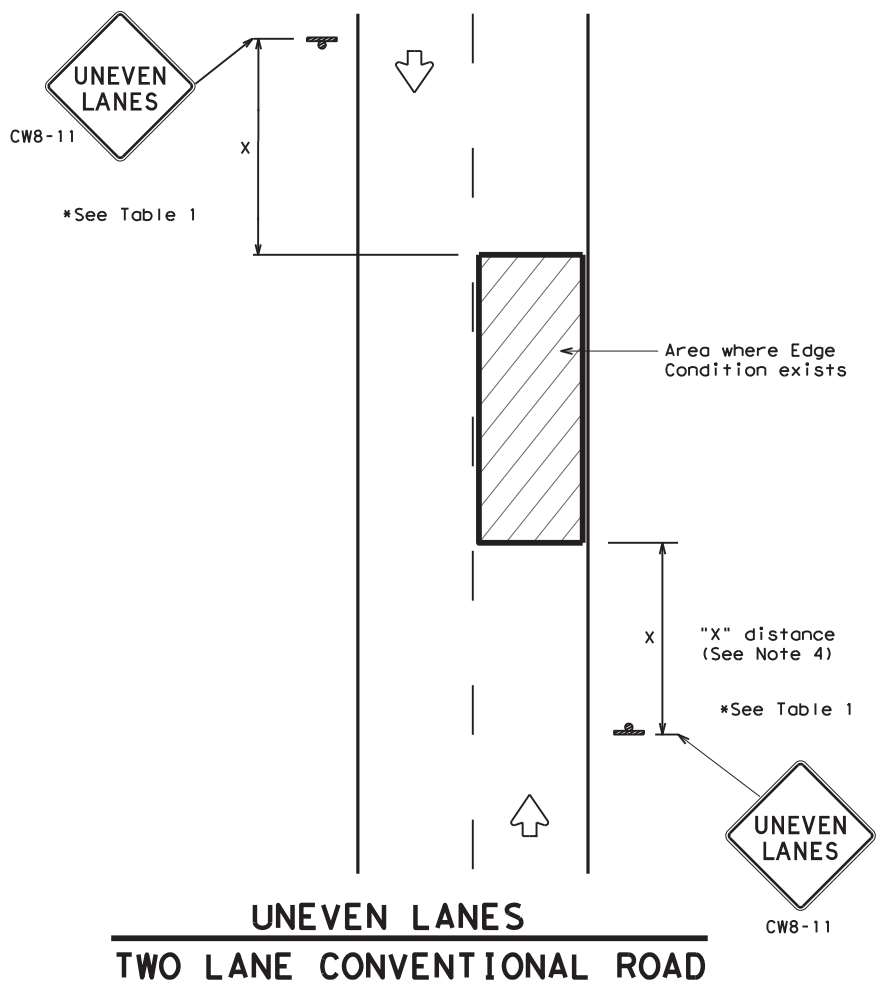 UNEVEN
LANES
CW8-11
X
*See Table 1
Area where Edge
Condition exists
X
"X" distance
(See Note 4)
*See Table 1
UNEVEN
LANES
CW8-11
UNEVEN LANES
TWO LANE CONVENTIONAL ROAD